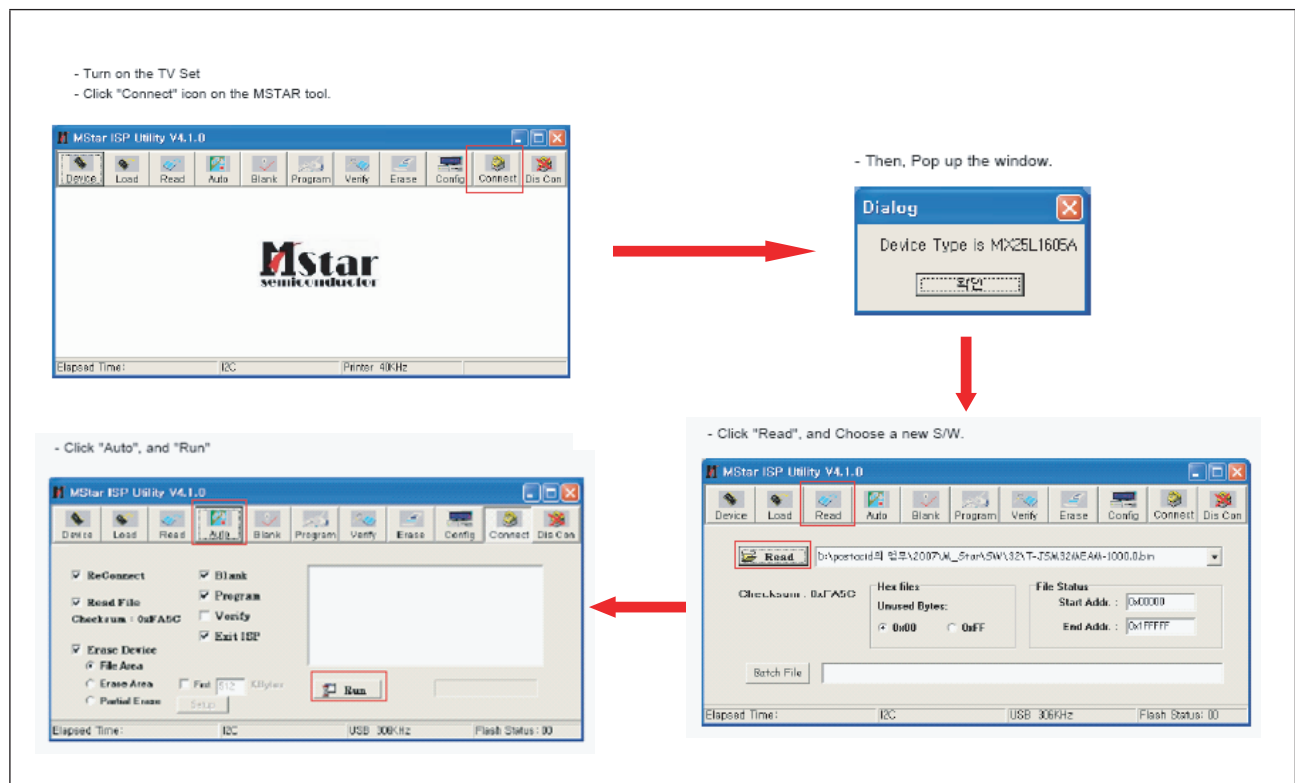 - Turn on the TV Set
- Click "Connect" icon on the MSTAR tool.
MStar ISP Utility V4.1.0
Device Load Read Auto Blank Program Verify Erase Config Connect Dis Con
MStar
semiconductor
Elapsed Time: I2C Printer 40KHz
- Then, Pop up the window.
Dialog
Device Type is MX25L1605A
확인
- Click "Read", and Choose a new S/W.
MStar ISP Utility V4.1.0
Device Load Read Auto Blank Program Verify Erase Config Connect Dis Con
Read
Checksum : 0xFA5C
Hex files
Unused Bytes:
0x00 0xFF
File Status
Start Addr. : 0x00000
End Addr. : 0x1FFFFF
Batch File
Elapsed Time: I2C USB 306KHz Flash Status: 00
- Click "Auto", and "Run"
MStar ISP Utility V4.1.0
Device Load Read Auto Blank Program Verify Erase Config Connect Dis Con
ReConnect
Read File
Checksum : 0xFA5C
Erase Device
File Area
Erase Area
Partial Erase
Blank
Program
Verify
Exit ISP
512 KBytes
Setup
Run
Elapsed Time: I2C USB 306KHz Flash Status: 00